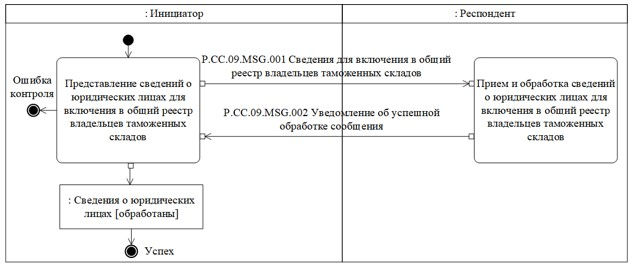 : Инициатор
: Респондент
P.CC.09.MSG.001 Сведения для включения в общий
реестр владельцев таможенных складов
Ошибка
контроля
Представление сведений о
юридических лицах для
включения в общий реестр
владельцев таможенных
складов
Прием и обработка сведений
о юридических лицах для
включения в общий реестр
владельцев таможенных
складов
P.CC.09.MSG.002 Уведомление об успешной
обработке сообщения
: Сведения о юридических
лицах [обработаны]
Успех